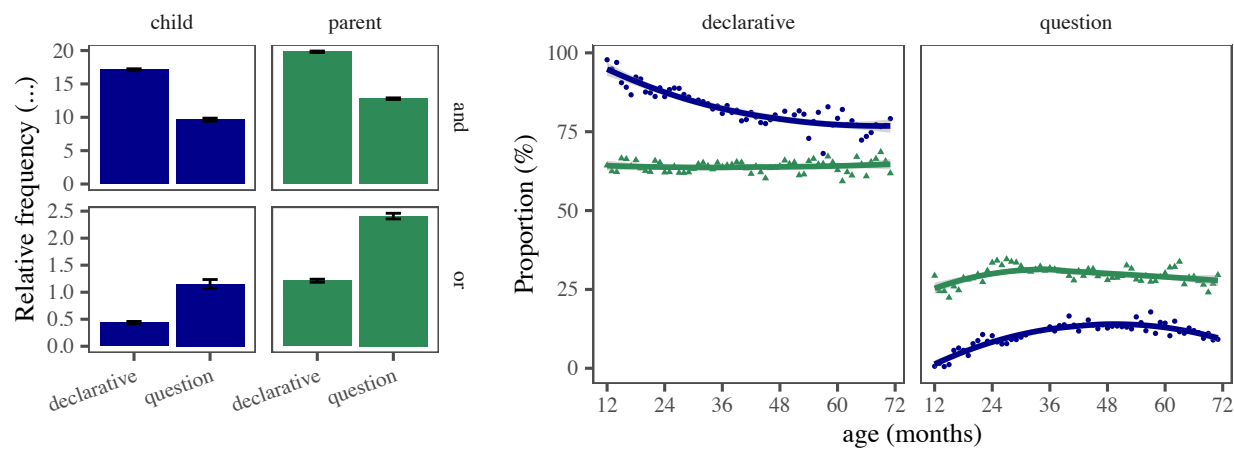 child parent
Relative frequency (...)
20
15
10
5
0
and
2.5
2.0
1.5
1.0
0.5
0.0
or
declarative question declarative question
declarative question
Proportion (%)
100
75
50
25
0
12 24 36 48 60 72 12 24 36 48 60 72
age (months)